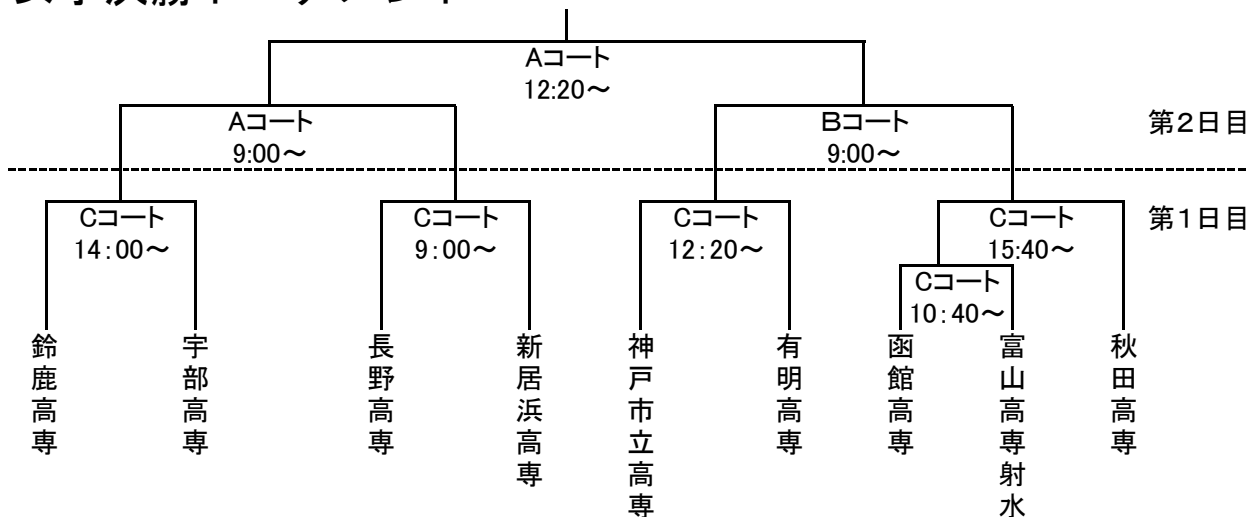 Aコート
12:20～
Aコート
9:00～
Bコート
9:00～
第2日目
Cコート
14:00～
Cコート
9:00～
Cコート
12:20～
Cコート
15:40～
第1日目
Cコート
10:40～
鈴鹿高専
宇部高専
長野高専
新居浜高専
神戸市立高専
有明高専
函館高専
富山高専射水
秋田高専